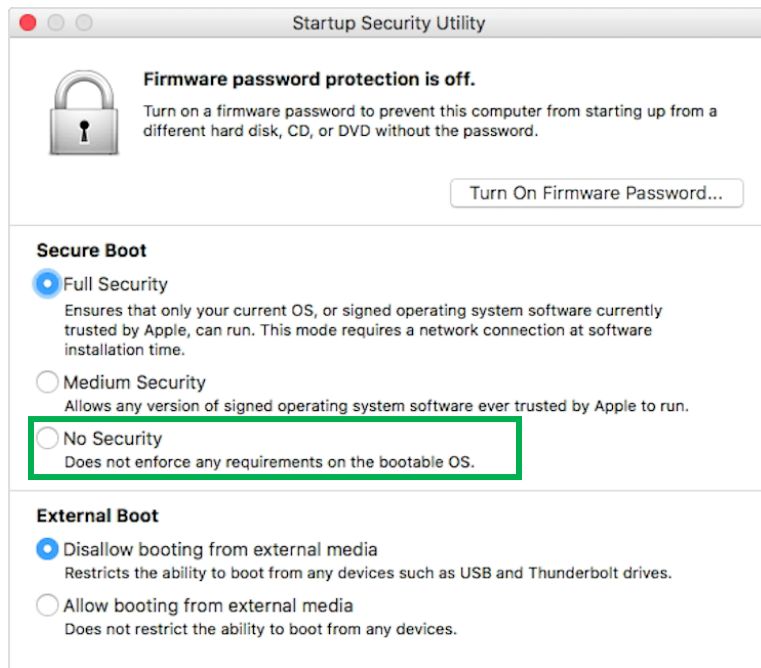 Startup Security Utility
Firmware password protection is off.
Turn on a firmware password to prevent this computer from starting up from a
different hard disk, CD, or DVD without the password.
Turn On Firmware Password...
Secure Boot
Full Security
Ensures that only your current OS, or signed operating system software currently
trusted by Apple, can run. This mode requires a network connection at software
installation time.
Medium Security
Allows any version of signed operating system software ever trusted by Apple to run.
No Security
Does not enforce any requirements on the bootable OS.
External Boot
Disallow booting from external media
Restricts the ability to boot from any devices such as USB and Thunderbolt drives.
Allow booting from external media
Does not restrict the ability to boot from any devices.